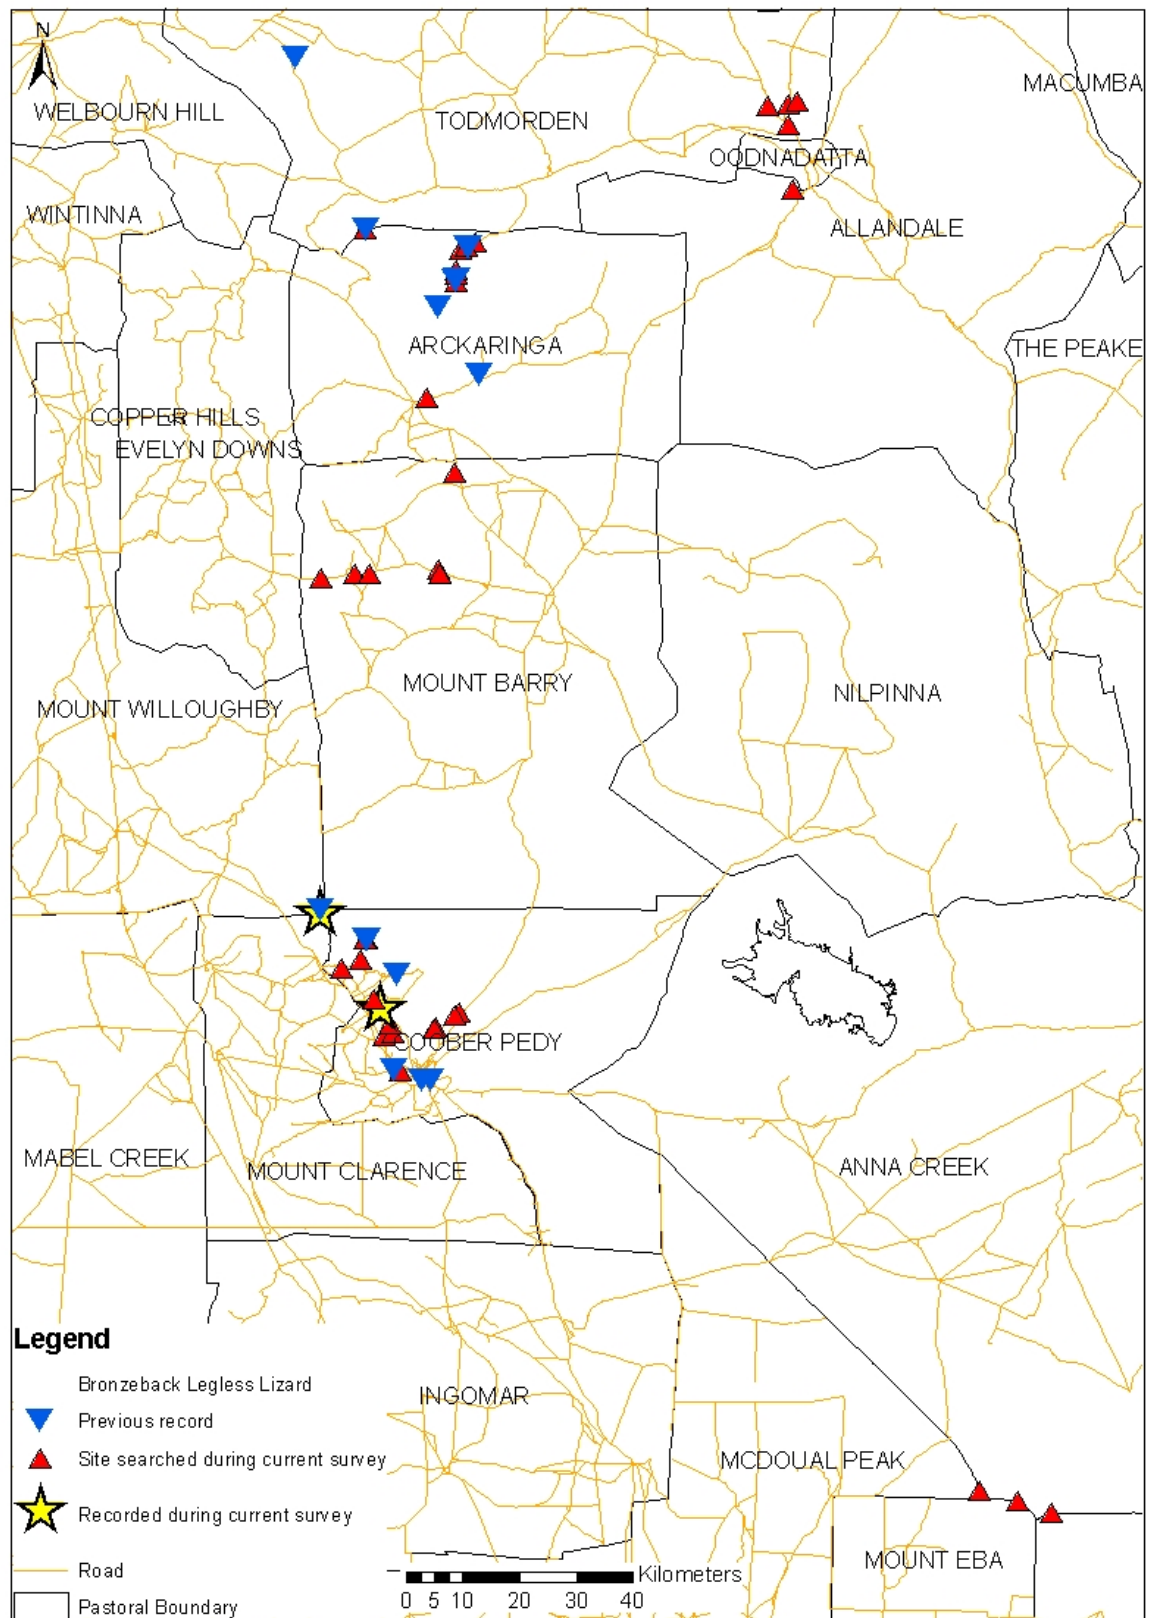 N
MACUMBA
WELBOURN HILL
TODMORDEN
OODNADATTA
WINTINNA
ALLANDALE
ARCKARINGA
THE PEAKE
COPPER HILLS
EVELYN DOWNS
MOUNT BARRY
NILPINNA
MOUNT WILLOUGHBY
COOBER PEDY
MABEL CREEK
MOUNT CLARENCE
ANNA CREEK
INGOMAR
MCDOUAL PEAK
MOUNT EBA
Legend
Bronzeback Legless Lizard
Previous record
Site searched during current survey
Recorded during current survey
Road
Pastoral Boundary
Kilometers
0 5 10 20 30 40